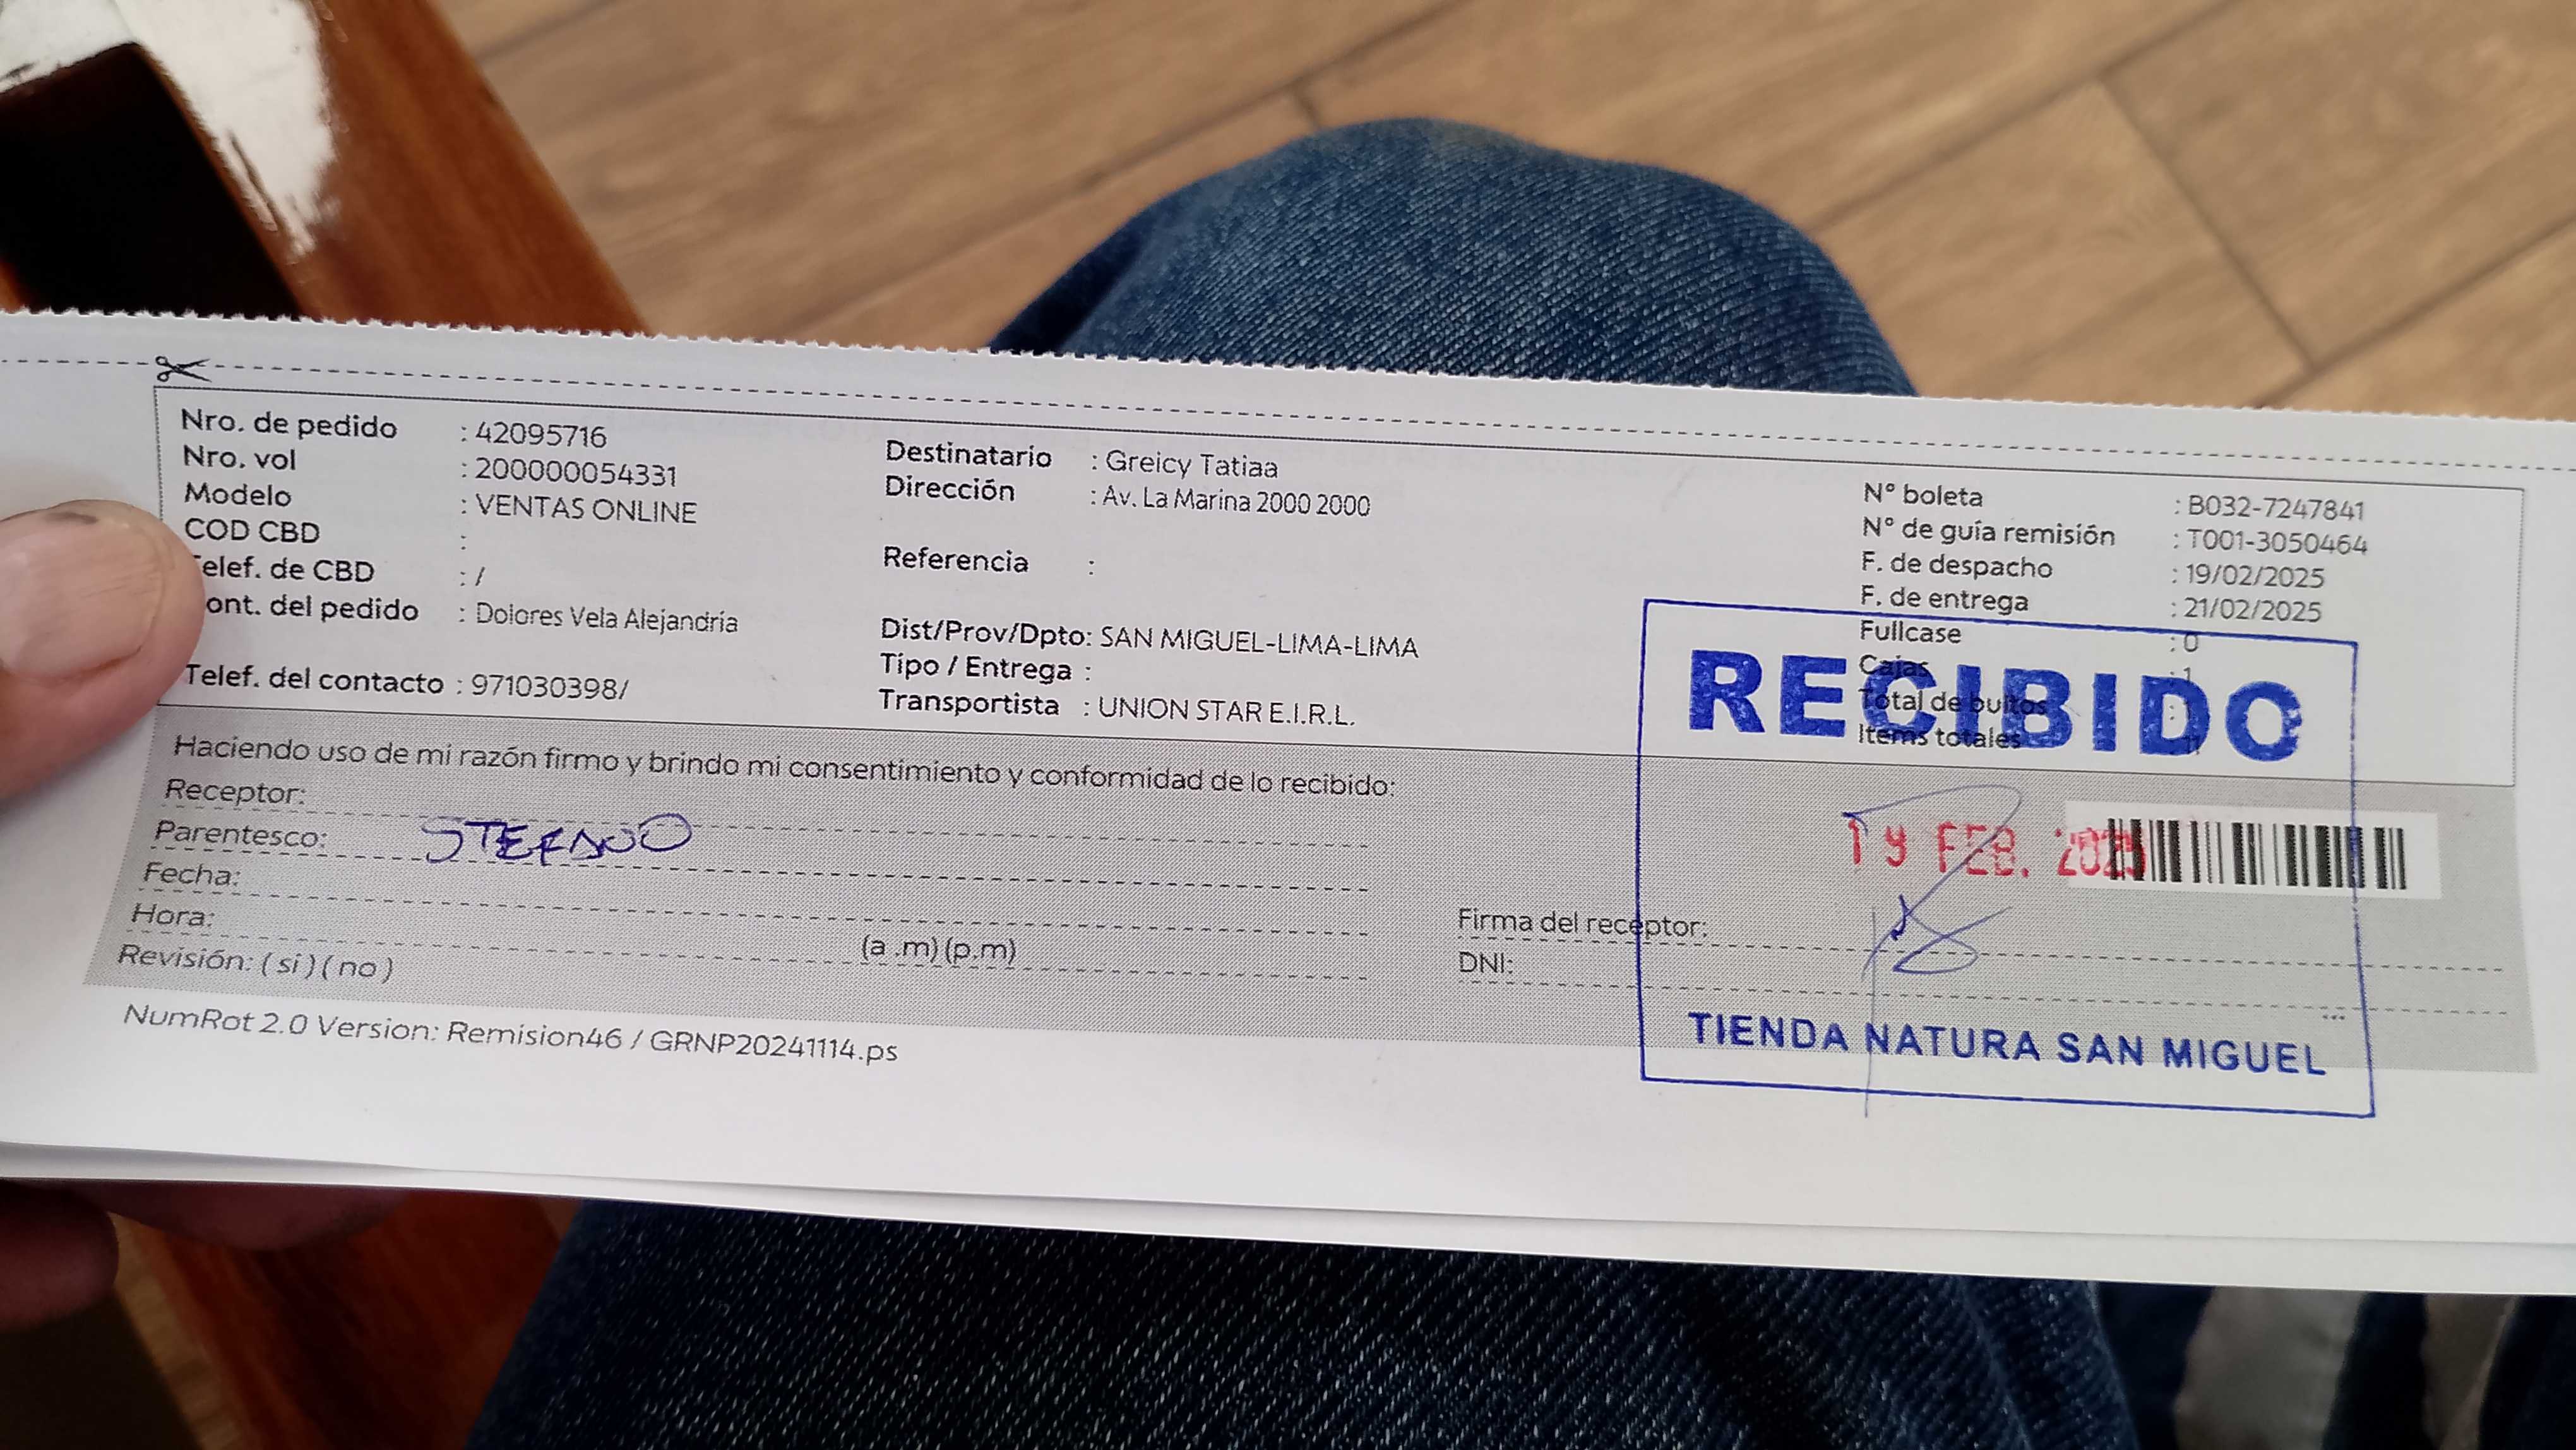 Nro. de pedido : 42095716
Nro. vol : 200000054331
Modelo : VENTAS ONLINE
COD CBD :
Telef. de CBD : /
Cont. del pedido : Dolores Vela Alejandría
Telef. del contacto : 971030398/
Destinatario : Greicy Tatiaa
Dirección : Av. La Marina 2000 2000
Referencia :
Dist/Prov/Dpto: SAN MIGUEL-LIMA-LIMA
Tipo / Entrega :
Transportista : UNION STAR E.I.R.L.
N° boleta : B032-7247841
N° de guía remisión : T001-3050464
F. de despacho : 19/02/2025
F. de entrega : 21/02/2025
Fullcase : 0
Cajas : 1
Total de bultos :
Items totales :
RECIBIDO
19 FEB. 2025
TIENDA NATURA SAN MIGUEL
Haciendo uso de mi razón firmo y brindo mi consentimiento y conformidad de lo recibido:
Receptor:
Parentesco:
Fecha:
Hora: (a .m) (p.m)
Revisión: ( si ) ( no )
Firma del receptor:
DNI:
NumRot 2.0 Version: Remision46 / GRNP20241114.ps